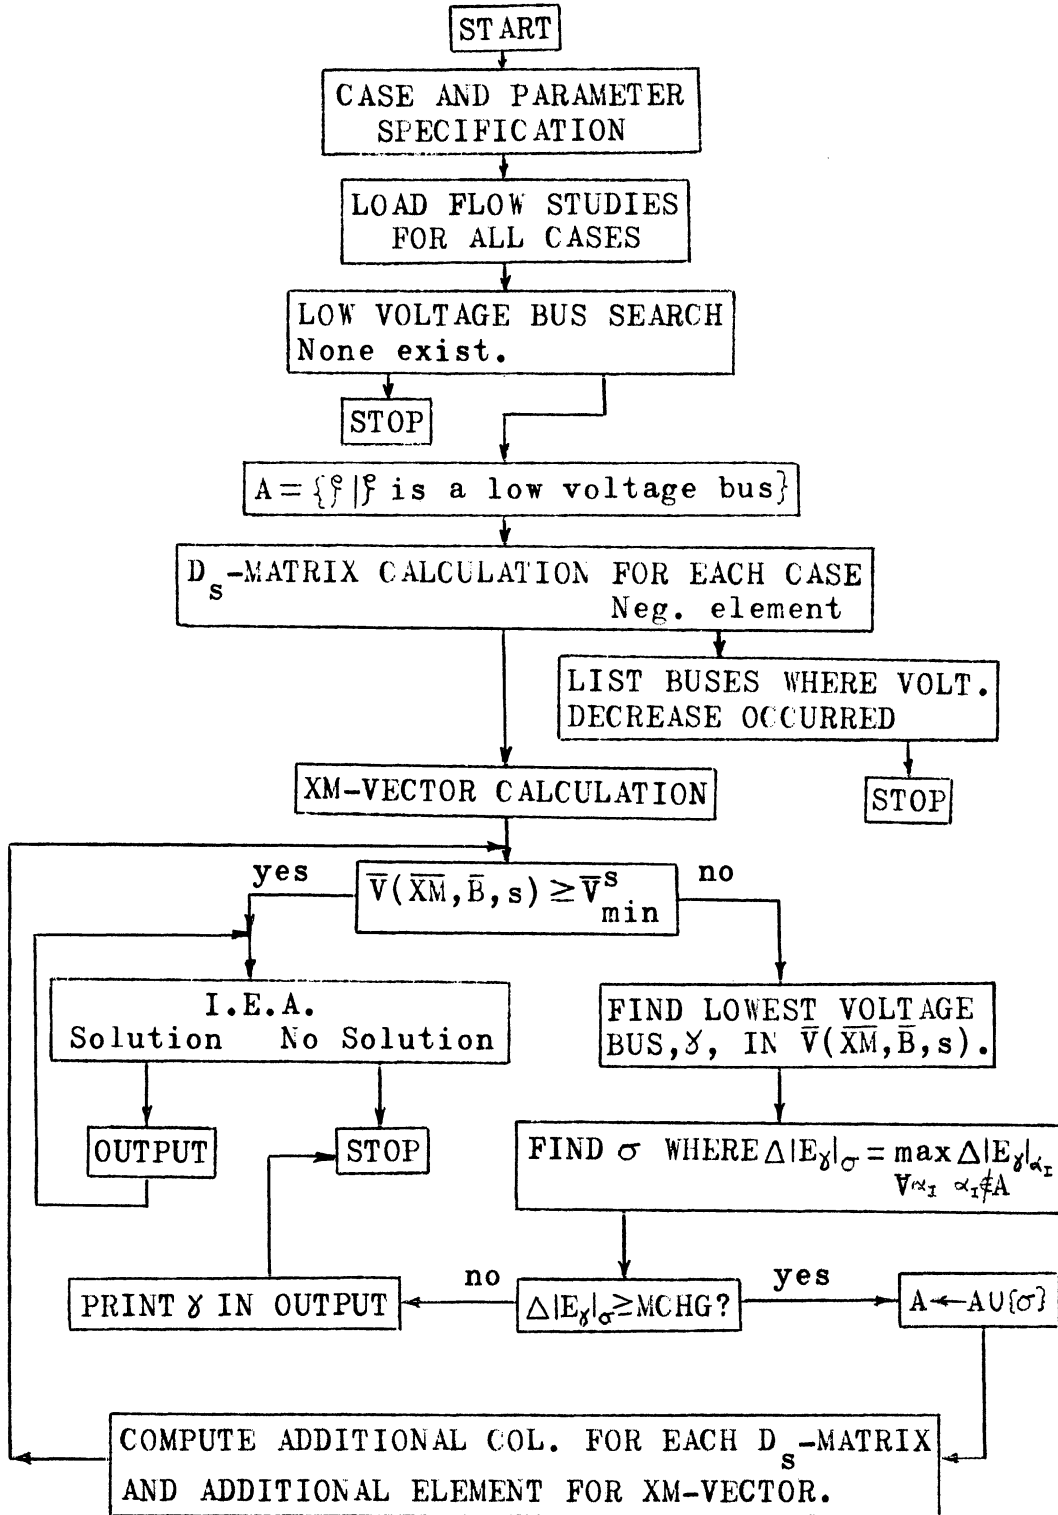 START
CASE AND PARAMETER
SPECIFICATION
LOAD FLOW STUDIES
FOR ALL CASES
LOW VOLTAGE BUS SEARCH
None exist.
STOP
A = {ξ|ξ is a low voltage bus}
D_s-MATRIX CALCULATION FOR EACH CASE
Neg. element
LIST BUSES WHERE VOLT.
DECREASE OCCURRED
STOP
XM-VECTOR CALCULATION
yes
V̅(X̅M̅,B̅,s) ≥ V̅^s_min
no
I.E.A.
Solution No Solution
FIND LOWEST VOLTAGE
BUS, γ, IN V̅(X̅M̅,B̅,s).
OUTPUT
STOP
FIND σ WHERE Δ|E_γ|_σ = max Δ|E_γ|_α_I
∀α_I α_I∉A
no
yes
PRINT γ IN OUTPUT
Δ|E_γ|_σ ≥ MCHG?
A ← A∪{σ}
COMPUTE ADDITIONAL COL. FOR EACH D_s-MATRIX
AND ADDITIONAL ELEMENT FOR XM-VECTOR.